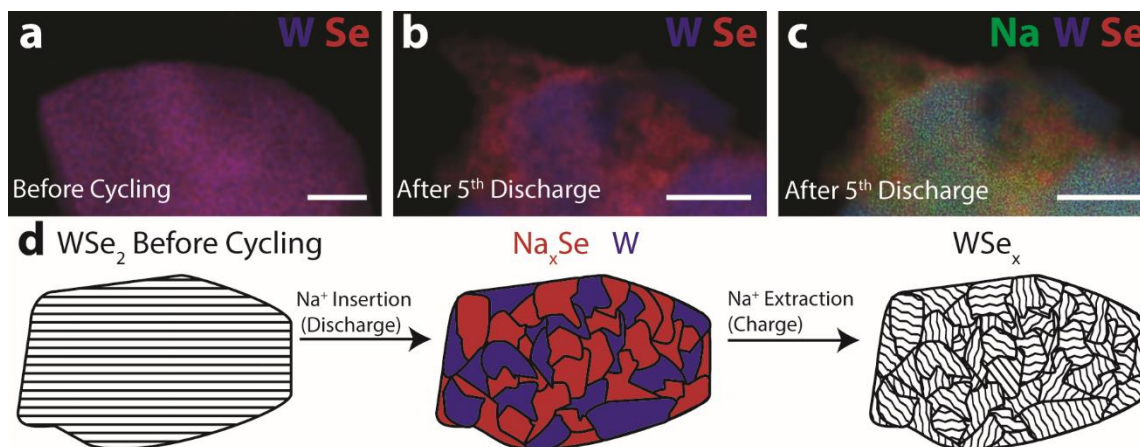 a W Se
Before Cycling
b W Se
After 5th Discharge
c Na W Se
After 5th Discharge
d WSe2 Before Cycling
Na+ Insertion
(Discharge)
NaxSe W
Na+ Extraction
(Charge)
WSex